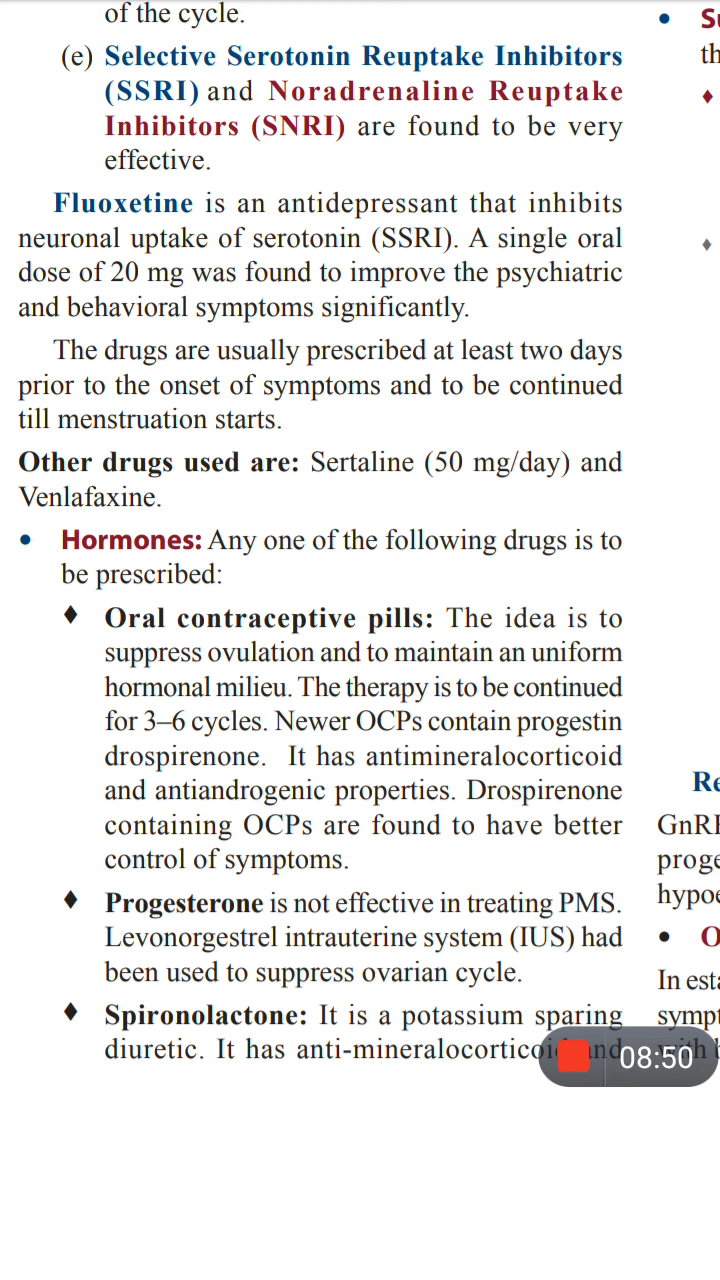 of the cycle.
(e) Selective Serotonin Reuptake Inhibitors
(SSRI) and Noradrenaline Reuptake
Inhibitors (SNRI) are found to be very
effective.
Fluoxetine is an antidepressant that inhibits
neuronal uptake of serotonin (SSRI). A single oral
dose of 20 mg was found to improve the psychiatric
and behavioral symptoms significantly.
The drugs are usually prescribed at least two days
prior to the onset of symptoms and to be continued
till menstruation starts.
Other drugs used are: Sertaline (50 mg/day) and
Venlafaxine.
• Hormones: Any one of the following drugs is to
be prescribed:
♦ Oral contraceptive pills: The idea is to
suppress ovulation and to maintain an uniform
hormonal milieu. The therapy is to be continued
for 3–6 cycles. Newer OCPs contain progestin
drospirenone. It has antimineralocorticoid
and antiandrogenic properties. Drospirenone
containing OCPs are found to have better
control of symptoms.
♦ Progesterone is not effective in treating PMS.
Levonorgestrel intrauterine system (IUS) had
been used to suppress ovarian cycle.
♦ Spironolactone: It is a potassium sparing
diuretic. It has anti-mineralocorticoid and
08:50